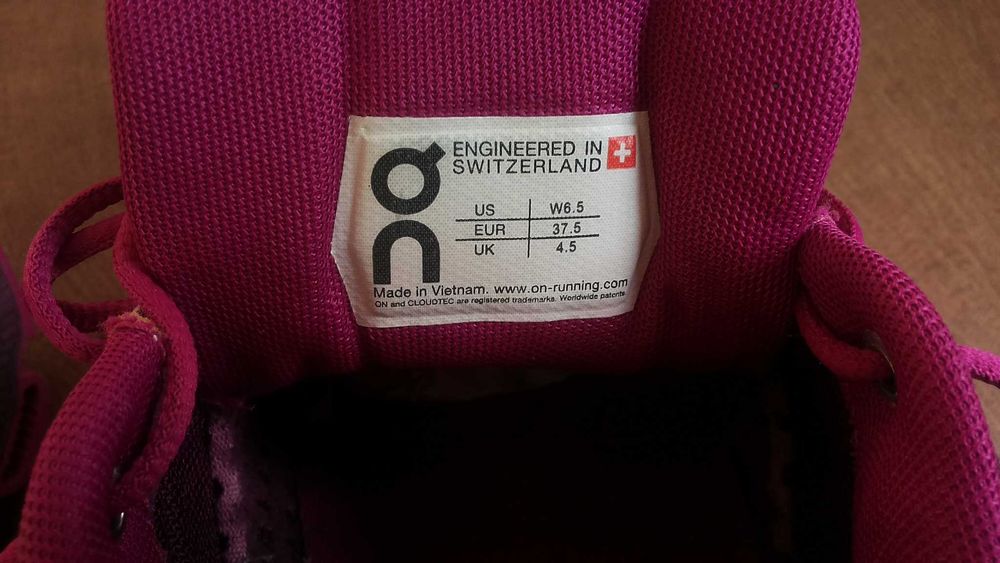 ON
ENGINEERED IN
SWITZERLAND
US W6.5
EUR 37.5
UK 4.5
Made in Vietnam. www.on-running.com
ON and CLOUDTEC are registered trademarks. Worldwide patents